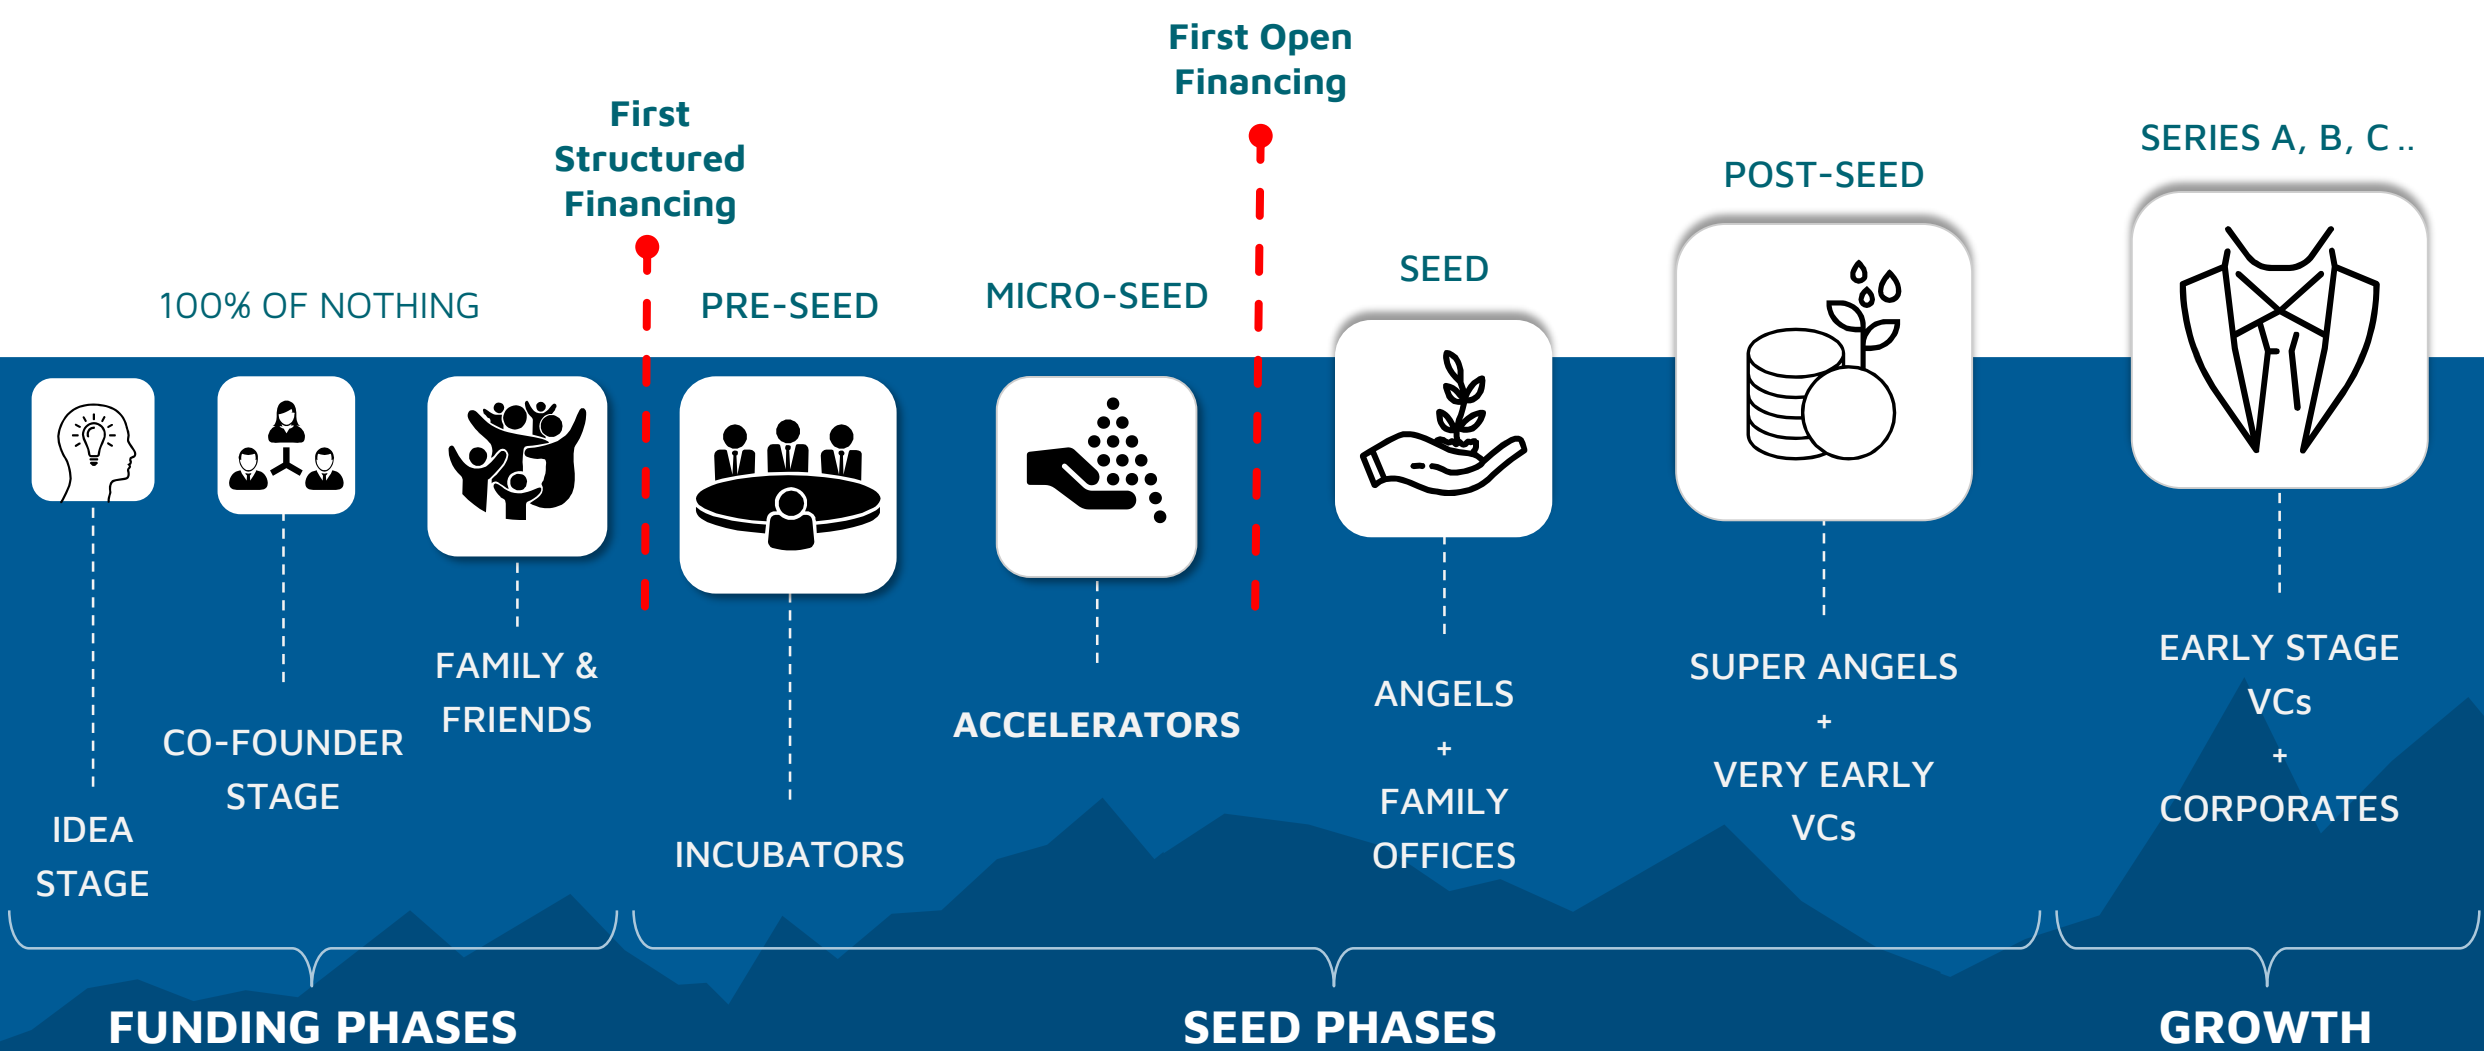 First Open
Financing
First
Structured
Financing
SERIES A, B, C ..
POST-SEED
SEED
100% OF NOTHING
PRE-SEED
MICRO-SEED
IDEA
STAGE
CO-FOUNDER
STAGE
FAMILY &
FRIENDS
INCUBATORS
ACCELERATORS
ANGELS
+
FAMILY
OFFICES
SUPER ANGELS
+
VERY EARLY
VCs
EARLY STAGE
VCs
+
CORPORATES
FUNDING PHASES
SEED PHASES
GROWTH